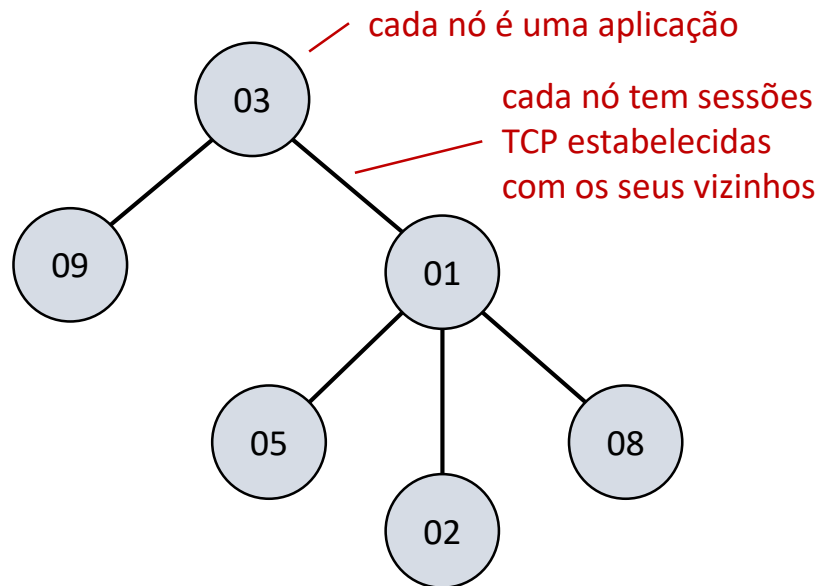 cada nó é uma aplicação
03
cada nó tem sessões
TCP estabelecidas
com os seus vizinhos
09
01
05
08
02